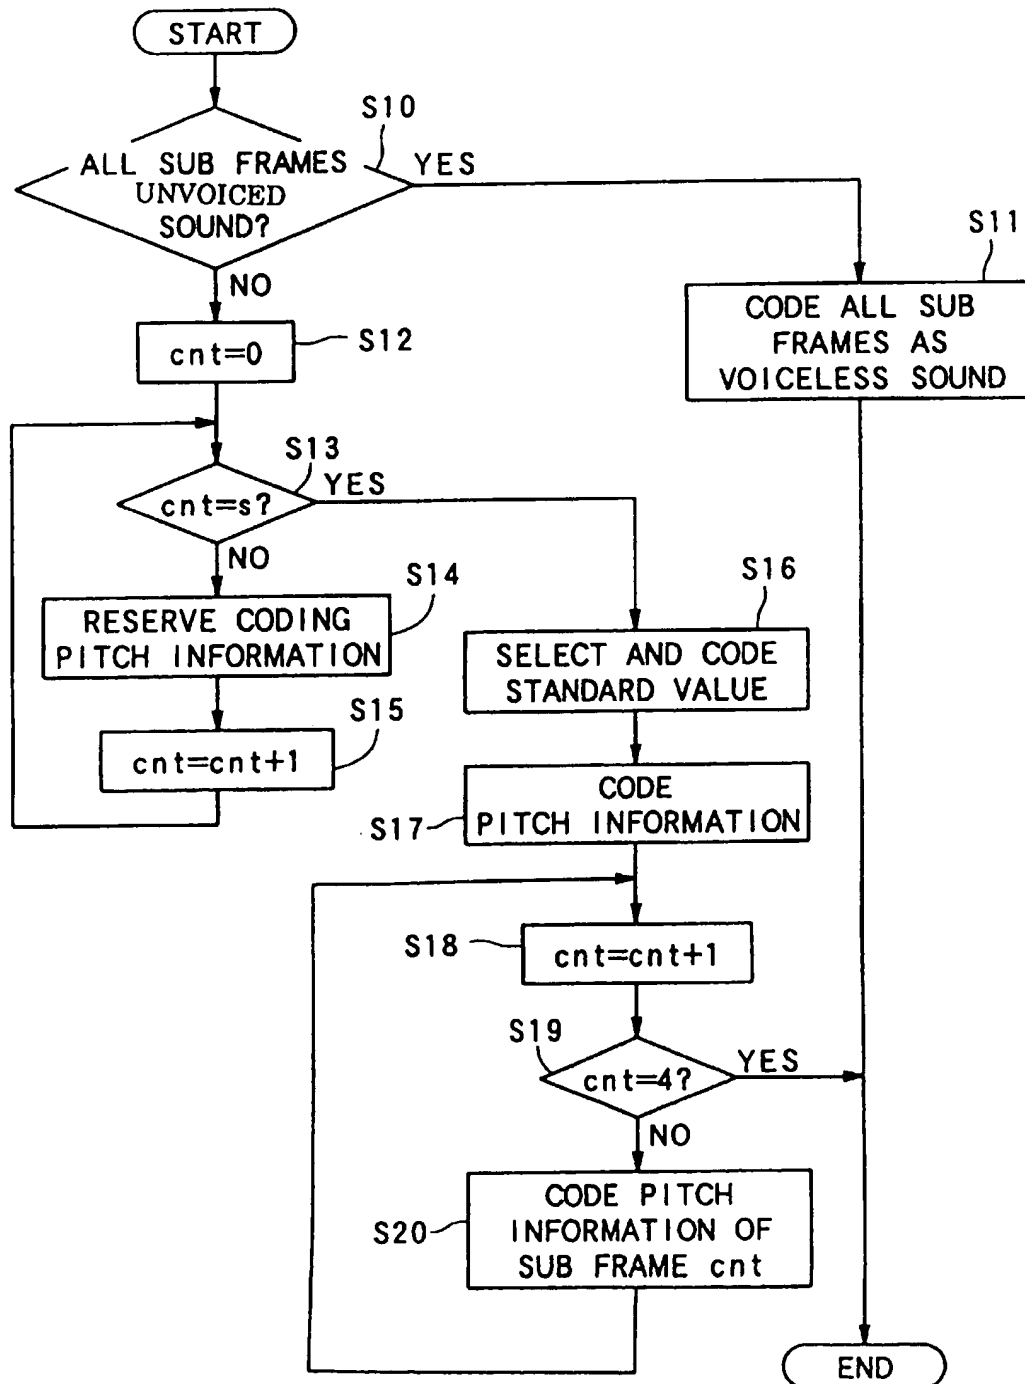 START
S10
ALL SUB FRAMES
UNVOICED
SOUND?
YES
NO
S11
CODE ALL SUB
FRAMES AS
VOICELESS SOUND
cnt=0
S12
S13
cnt=s?
YES
NO
S14
RESERVE CODING
PITCH INFORMATION
S15
cnt=cnt+1
S16
SELECT AND CODE
STANDARD VALUE
CODE
PITCH INFORMATION
S17
S18
cnt=cnt+1
S19
cnt=4?
YES
NO
CODE PITCH
INFORMATION OF
SUB FRAME cnt
S20
END